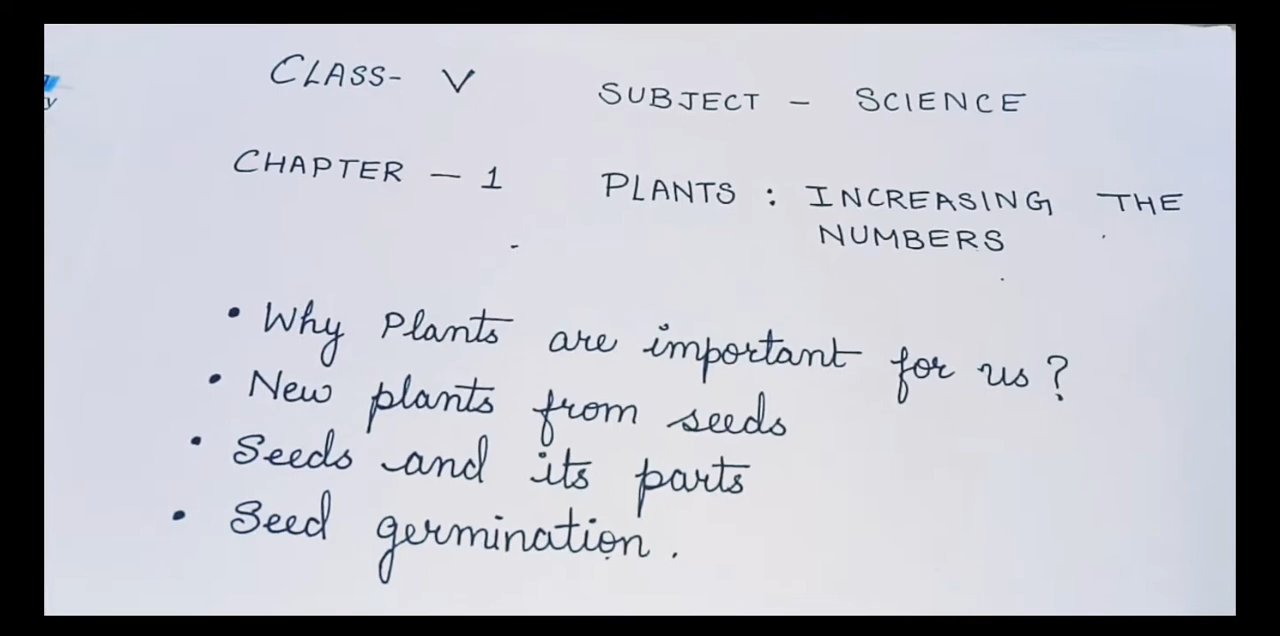 CLASS- V SUBJECT - SCIENCE
CHAPTER - 1 PLANTS : INCREASING THE
NUMBERS
• Why Plants are important for us ?
• New plants from seeds
• Seeds and its parts
• Seed germination.